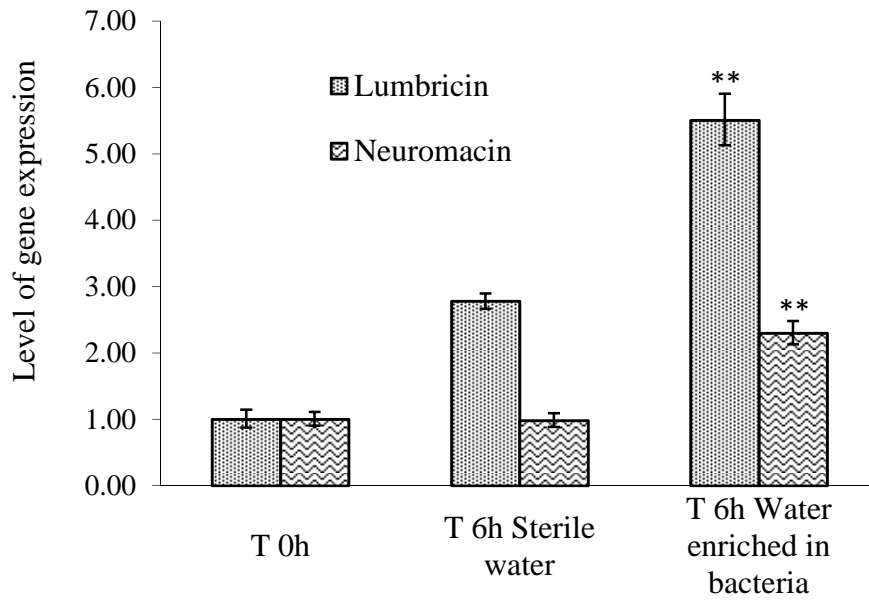 Level of gene expression
7.00
6.00
5.00
4.00
3.00
2.00
1.00
0.00
Lumbricin
Neuromacin
**
**
T 0h
T 6h Sterile
water
T 6h Water
enriched in
bacteria